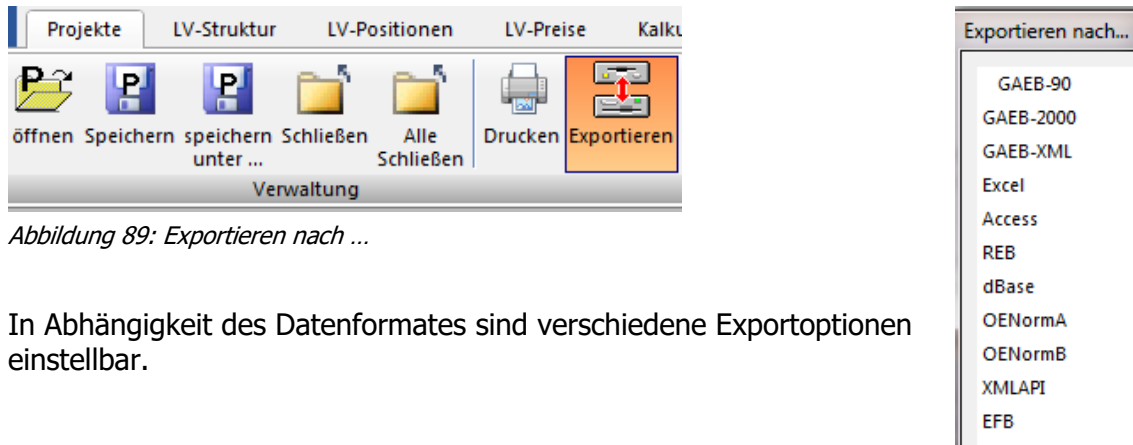 Projekte LV-Struktur LV-Positionen LV-Preise
öffnen Speichern speichern unter ... Schließen Alle Schließen Drucken Exportieren
Verwaltung
Abbildung 89: Exportieren nach …
In Abhängigkeit des Datenformates sind verschiedene Exportoptionen
einstellbar.
Exportieren nach...
GAEB-90
GAEB-2000
GAEB-XML
Excel
Access
REB
dBase
OENormA
OENormB
XMLAPI
EFB